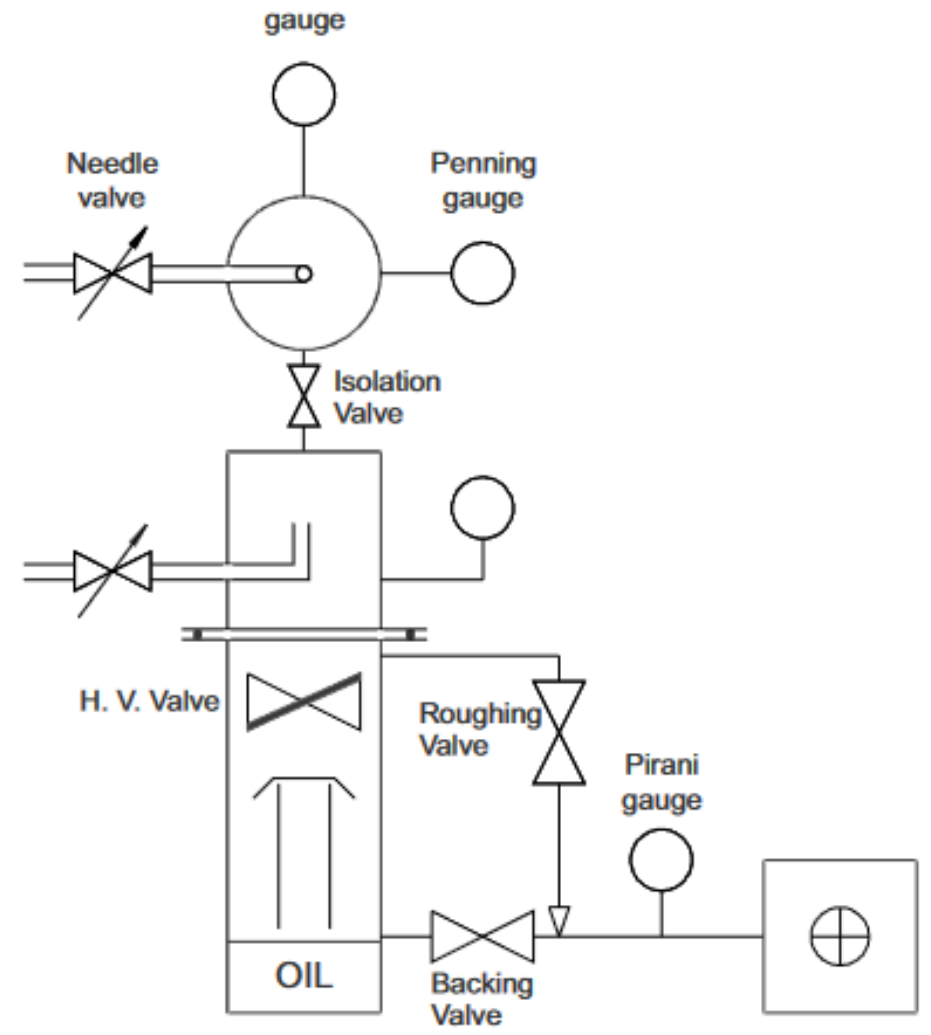 gauge
Needle
valve
Penning
gauge
Isolation
Valve
H. V. Valve
Roughing
Valve
Pirani
gauge
OIL
Backing
Valve